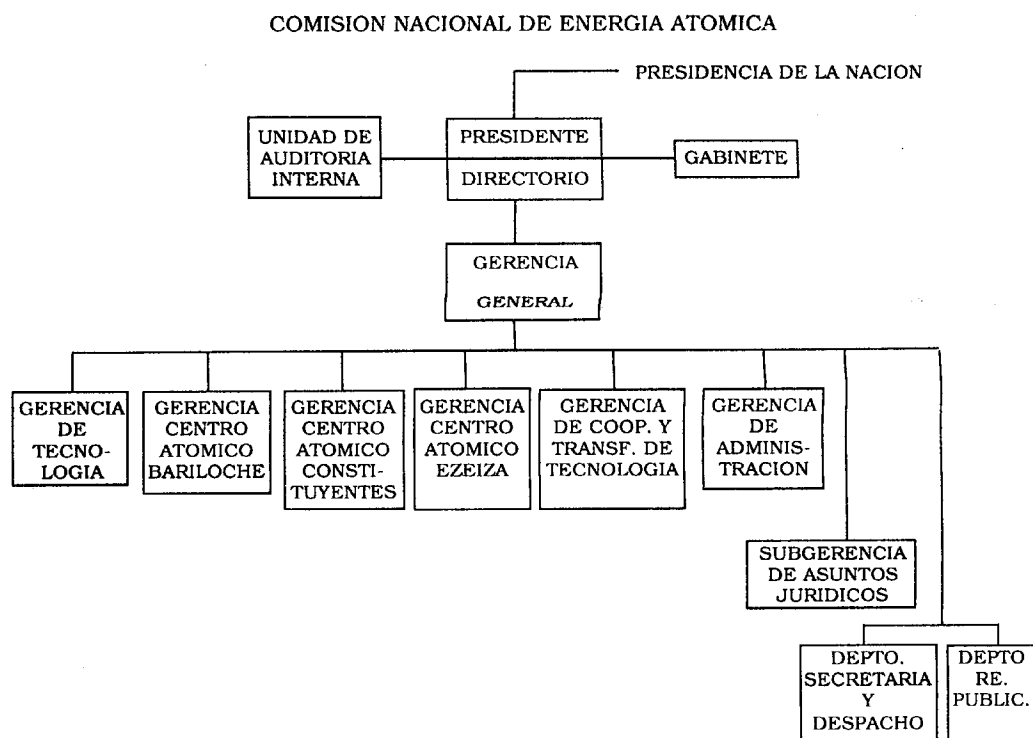 COMISION NACIONAL DE ENERGIA ATOMICA
PRESIDENCIA DE LA NACION
UNIDAD DE
AUDITORIA
INTERNA
PRESIDENTE
DIRECTORIO
GABINETE
GERENCIA
GENERAL
GERENCIA
DE
TECNO-
LOGIA
GERENCIA
CENTRO
ATOMICO
BARILOCHE
GERENCIA
CENTRO
ATOMICO
CONSTI-
TUYENTES
GERENCIA
CENTRO
ATOMICO
EZEIZA
GERENCIA
DE COOP. Y
TRANSF. DE
TECNOLOGIA
GERENCIA
DE
ADMINIS-
TRACION
SUBGERENCIA
DE ASUNTOS
JURIDICOS
DEPTO.
SECRETARIA
Y
DESPACHO
DEPTO
RE.
PUBLIC.